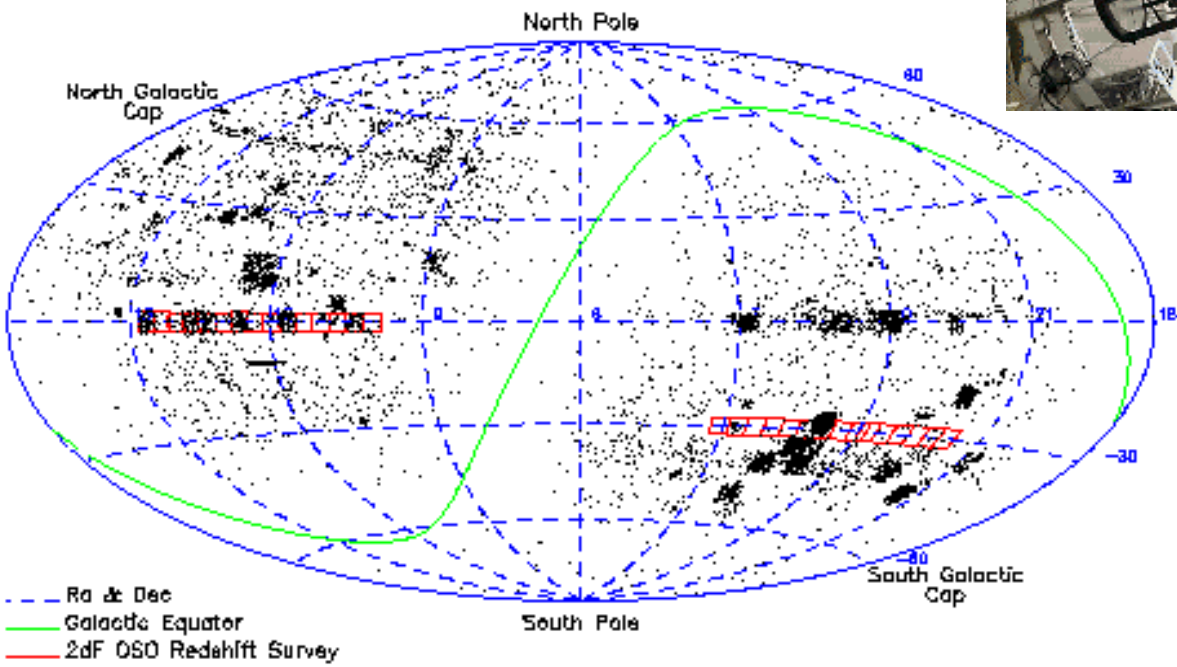 North Pole
60
North Galactic
Cap
30
9
6
21
18
-30
-60
South Galactic
Cap
Ra & Dec
Galactic Equator
South Pole
2dF QSO Redshift Survey